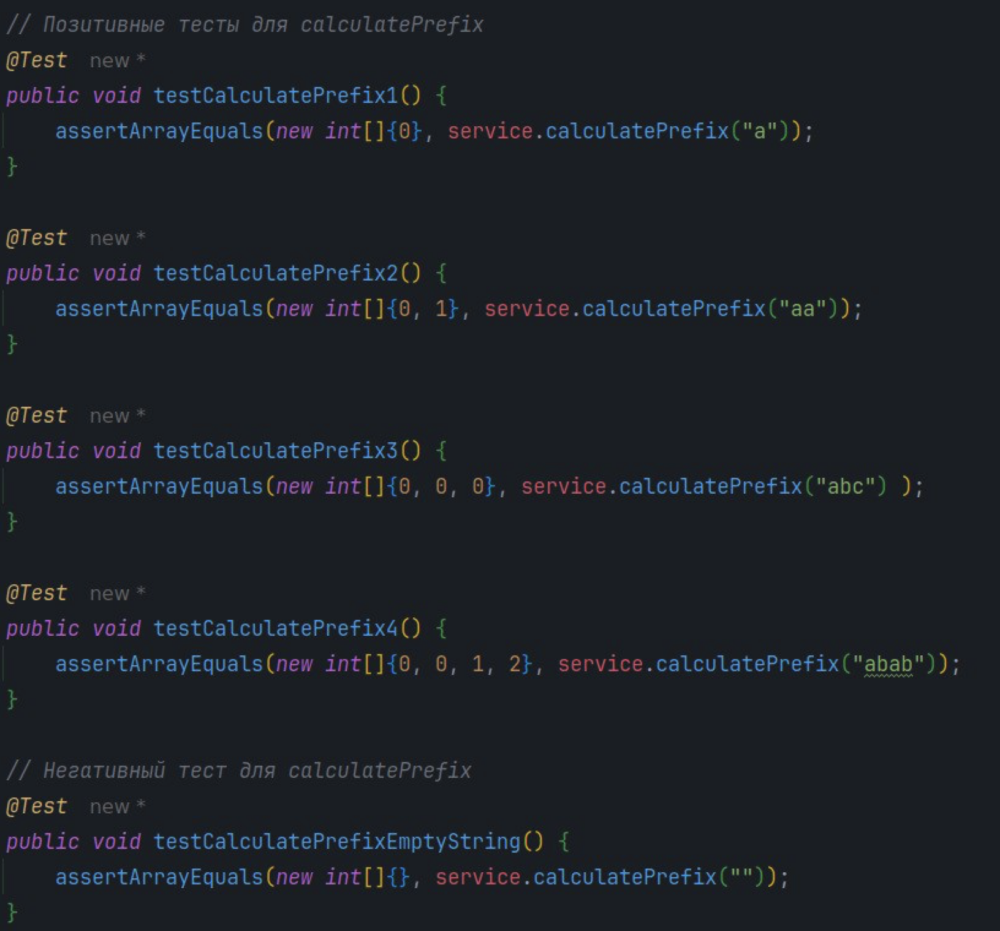 // Позитивные тесты для calculatePrefix
@Test new *
public void testCalculatePrefix1() {
    assertArrayEquals(new int[]{0}, service.calculatePrefix("a"));
}
@Test new *
public void testCalculatePrefix2() {
    assertArrayEquals(new int[]{0, 1}, service.calculatePrefix("aa"));
}
@Test new *
public void testCalculatePrefix3() {
    assertArrayEquals(new int[]{0, 0, 0}, service.calculatePrefix("abc") );
}
@Test new *
public void testCalculatePrefix4() {
    assertArrayEquals(new int[]{0, 0, 1, 2}, service.calculatePrefix("abab"));
}
// Негативный тест для calculatePrefix
@Test new *
public void testCalculatePrefixEmptyString() {
    assertArrayEquals(new int[]{}, service.calculatePrefix(""));
}